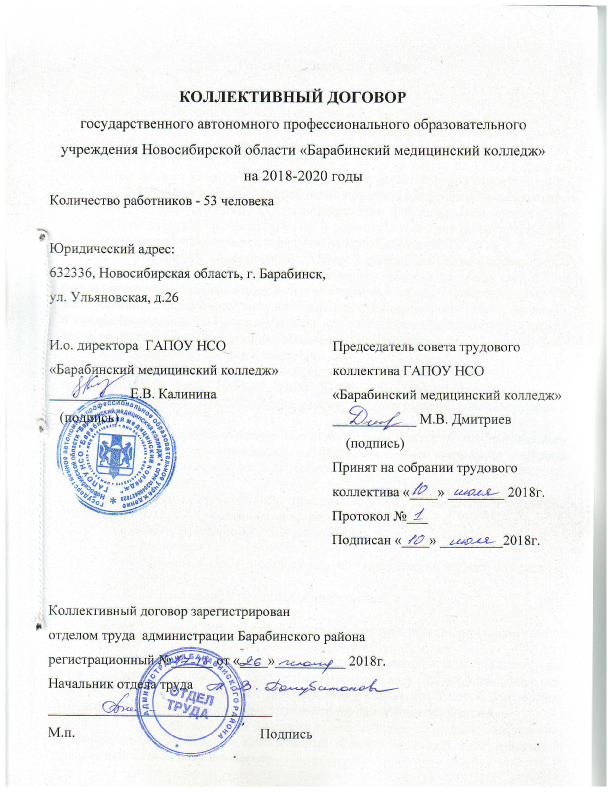 КОЛЛЕКТИВНЫЙ ДОГОВОР
государственного автономного профессионального образовательного
учреждения Новосибирской области «Барабинский медицинский колледж»
на 2018-2020 годы
Количество работников - 53 человека
Юридический адрес:
632336, Новосибирская область, г. Барабинск,
ул. Ульяновская, д.26
И.о. директора ГАПОУ НСО
«Барабинский медицинский колледж»
Е.В. Калинина
(подпись)
Председатель совета трудового
коллектива ГАПОУ НСО
«Барабинский медицинский колледж»
М.В. Дмитриев
(подпись)
Принят на собрании трудового
коллектива «10» июля 2018г.
Протокол № 1
Подписан «10» июля 2018г.
Коллективный договор зарегистрирован
отделом труда администрации Барабинского района
регистрационный № от «26» 2018г.
Начальник отдела труда
ОТДЕЛ
ТРУДА
АДМИНИСТРАЦИЯ БАРАБИНСКОГО РАЙОНА
М.п. Подпись